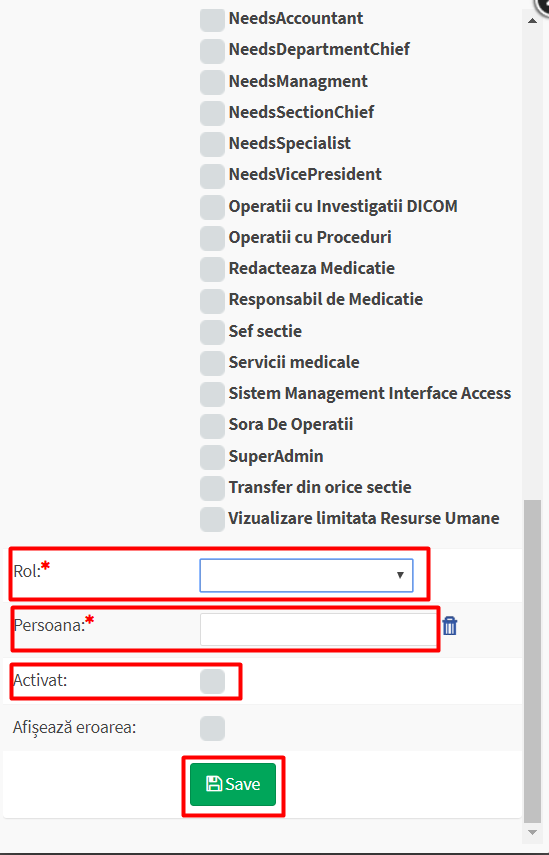 NeedsAccountant
NeedsDepartmentChief
NeedsManagment
NeedsSectionChief
NeedsSpecialist
NeedsVicePresident
Operatii cu Investigatii DICOM
Operatii cu Proceduri
Redacteaza Medicatie
Responsabil de Medicatie
Sef sectie
Servicii medicale
Sistem Management Interface Access
Sora De Operatii
SuperAdmin
Transfer din orice sectie
Vizualizare limitata Resurse Umane
Rol:*
Persoana:*
Activat:
Afișează eroarea:
Save